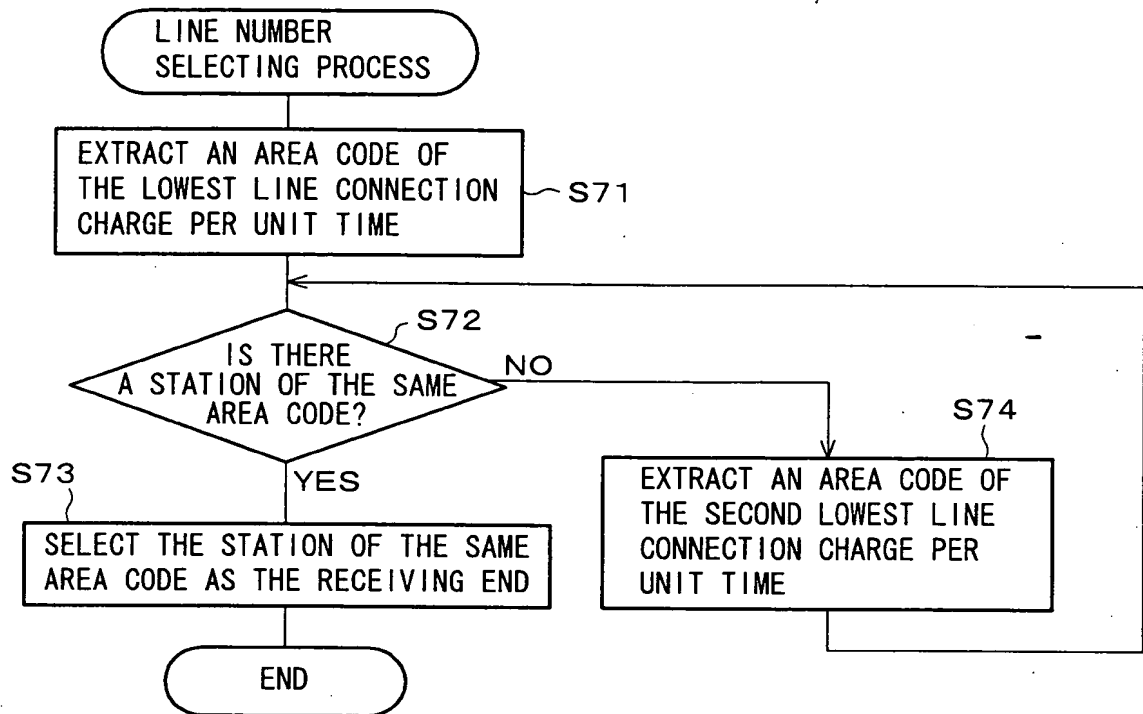 LINE NUMBER
SELECTING PROCESS
EXTRACT AN AREA CODE OF
THE LOWEST LINE CONNECTION
CHARGE PER UNIT TIME
S71
S72
IS THERE
A STATION OF THE SAME
AREA CODE?
NO
YES
S73
SELECT THE STATION OF THE SAME
AREA CODE AS THE RECEIVING END
S74
EXTRACT AN AREA CODE OF
THE SECOND LOWEST LINE
CONNECTION CHARGE PER
UNIT TIME
END